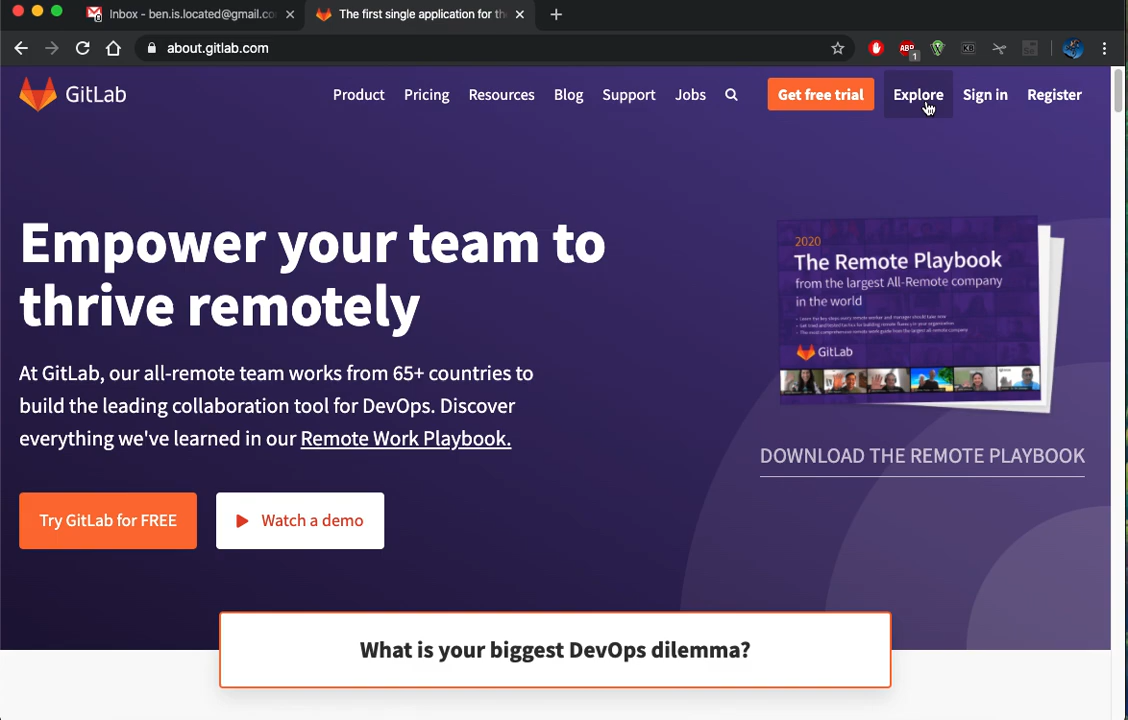 Inbox - ben.is.located@gmail.co
The first single application for th
about.gitlab.com
ABP
1
GitLab
Product
Pricing
Resources
Blog
Support
Jobs
Get free trial
Explore
Sign in
Register
Empower your team to
thrive remotely
At GitLab, our all-remote team works from 65+ countries to
build the leading collaboration tool for DevOps. Discover
everything we've learned in our Remote Work Playbook.
Try GitLab for FREE
Watch a demo
2020
The Remote Playbook
from the largest All-Remote company
in the world
GitLab
DOWNLOAD THE REMOTE PLAYBOOK
What is your biggest DevOps dilemma?